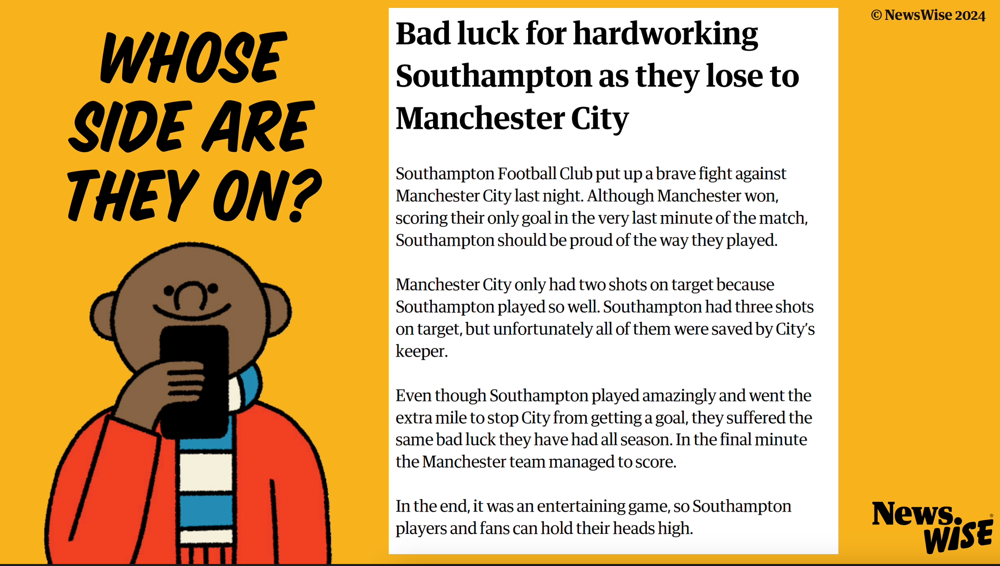 WHOSE
SIDE ARE
THEY ON?
© NewsWise 2024
Bad luck for hardworking
Southampton as they lose to
Manchester City
Southampton Football Club put up a brave fight against
Manchester City last night. Although Manchester won,
scoring their only goal in the very last minute of the match,
Southampton should be proud of the way they played.
Manchester City only had two shots on target because
Southampton played so well. Southampton had three shots
on target, but unfortunately all of them were saved by City’s
keeper.
Even though Southampton played amazingly and went the
extra mile to stop City from getting a goal, they suffered the
same bad luck they have had all season. In the final minute
the Manchester team managed to score.
In the end, it was an entertaining game, so Southampton
players and fans can hold their heads high.
News.
WISE®